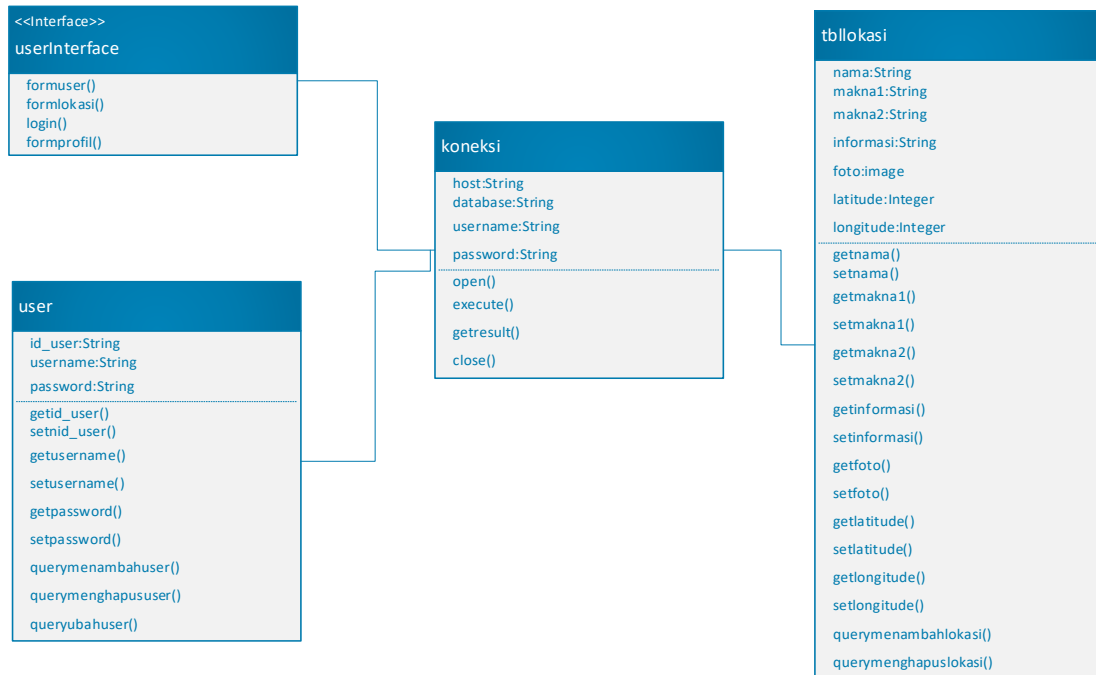 <<Interface>>
userInterface
formuser()
formlokasi()
login()
formprofil()
user
id_user:String
username:String
password:String
getid_user()
setnid_user()
getusername()
setusername()
getpassword()
setpassword()
querymenambahuser()
querymenghapususer()
queryubahuser()
koneksi
host:String
database:String
username:String
password:String
open()
execute()
getresult()
close()
tbllokasi
nama:String
makna1:String
makna2:String
informasi:String
foto:image
latitude:Integer
longitude:Integer
getnama()
setnama()
getmakna1()
setmakna1()
getmakna2()
setmakna2()
getinformasi()
setinformasi()
getfoto()
setfoto()
getlatitude()
setlatitude()
getlongitude()
setlongitude()
querymenambahlokasi()
querymenghapuslokasi()